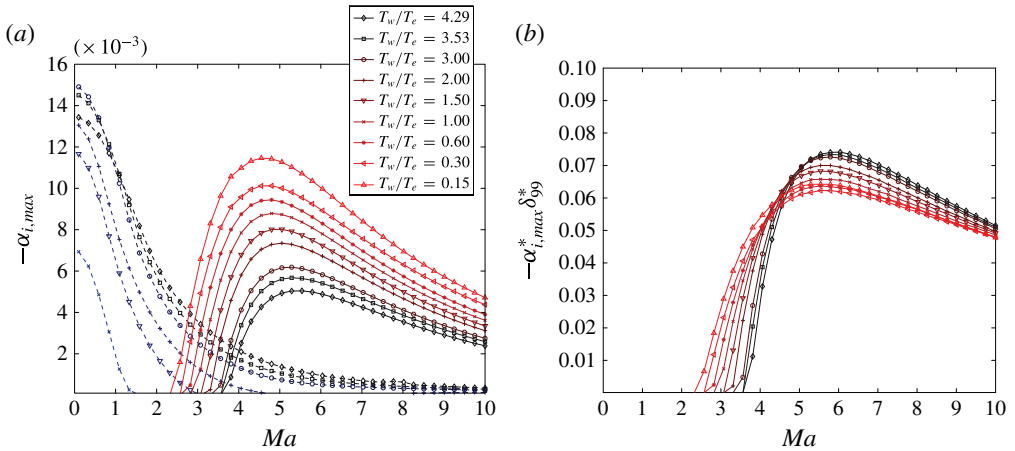 (a)
(× 10⁻³)
−α_{i,max}
16
14
12
10
8
6
4
2
0
1
2
3
4
5
6
7
8
9
10
Ma
T_w/T_e = 4.29
T_w/T_e = 3.53
T_w/T_e = 3.00
T_w/T_e = 2.00
T_w/T_e = 1.50
T_w/T_e = 1.00
T_w/T_e = 0.60
T_w/T_e = 0.30
T_w/T_e = 0.15
(b)
−α*_{i,max}δ*_{99}
0.10
0.09
0.08
0.07
0.06
0.05
0.04
0.03
0.02
0.01
0
1
2
3
4
5
6
7
8
9
10
Ma